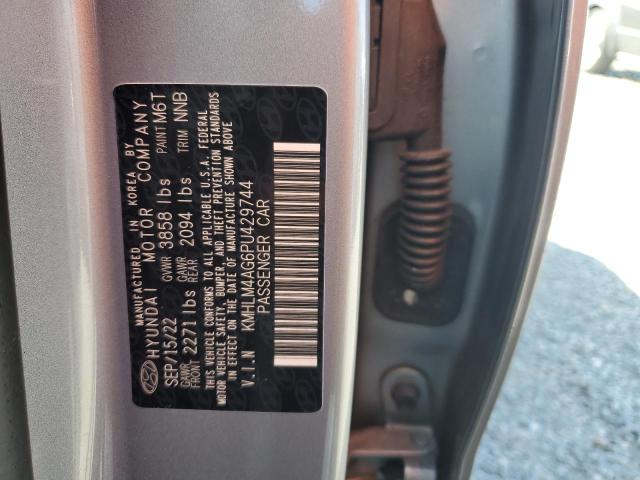 MANUFACTURED IN KOREA BY
HYUNDAI MOTOR COMPANY
SEP/15/22 GVWR 3858 lbs PAINT M6T
GAWR FRONT 2271 lbs GAWR REAR 2094 lbs TRIM NNB
THIS VEHICLE CONFORMS TO ALL APPLICABLE U.S.A. FEDERAL
MOTOR VEHICLE SAFETY, BUMPER, AND THEFT PREVENTION STANDARDS
IN EFFECT ON THE DATE OF MANUFACTURE SHOWN ABOVE
V.I.N KMHLM4AG6PU429744
PASSENGER CAR